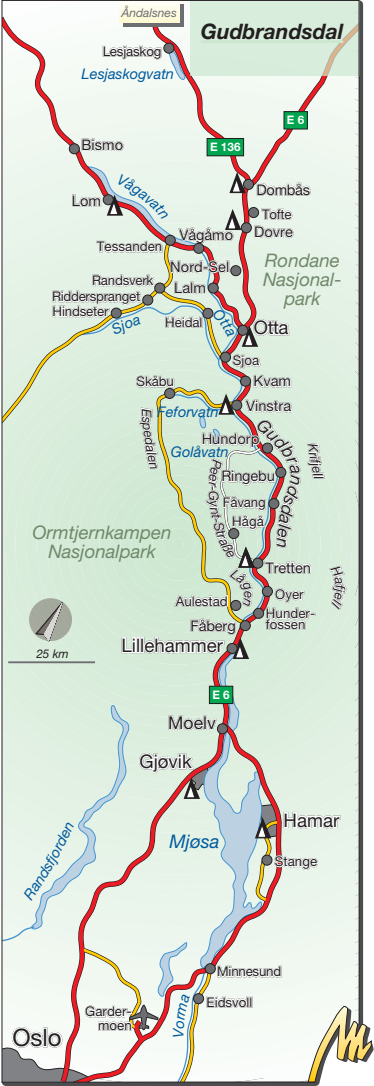 Åndalsnes
Gudbrandsdal
Lesjaskog
Lesjaskogvatn
E 6
E 136
Bismo
Vågavatn
Dombås
Lom
Tofte
Vågåmo
Dovre
Tessanden
Rondane
Nasjonal-
park
Nord-Sel
Randsverk
Lalm
Ridderspranget
Hindseter
Sjoa
Heidal
Otta
Otta
Sjoa
Skåbu
Kvam
Feforvatn
Vinstra
Espedalen
Hundorp
Gudbrandsdalen
Golåvatn
Krifjell
Peer-Gynt-Straße
Ringebu
Fåvang
Hågå
Ormtjernkampen
Nasjonalpark
Tretten
Lågen
Hafjell
Oyer
Aulestad
Hunder-
fossen
Fåberg
Lillehammer
25 km
E 6
Moelv
Gjøvik
Hamar
Mjøsa
Randsfjorden
Stange
Minnesund
Eidsvoll
Vorma
Garder-
moen
Oslo